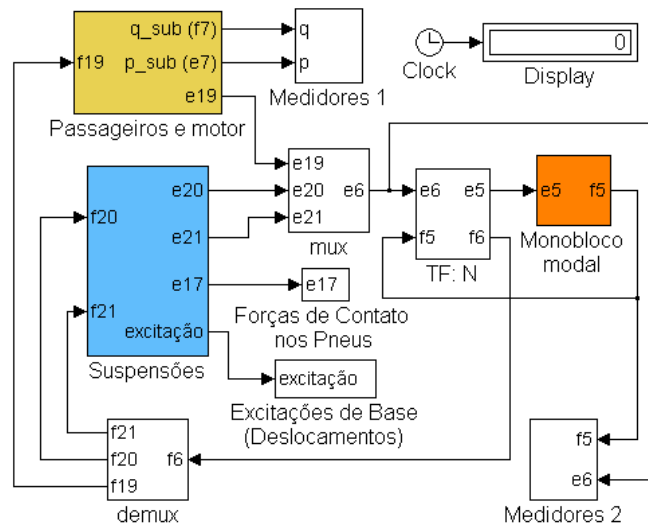 q_sub (f7)
p_sub (e7)
f19
e19
Passageiros e motor
q
p
Medidores 1
Clock
0
Display
e20
f20
e21
e17
f21
excitação
Suspensões
e19
e20
e6
e21
mux
e6
e5
f5
f6
TF: N
e5
f5
Monobloco
modal
e17
Forças de Contato
nos Pneus
excitação
Excitações de Base
(Deslocamentos)
f21
f20
f6
f19
demux
f5
e6
Medidores 2